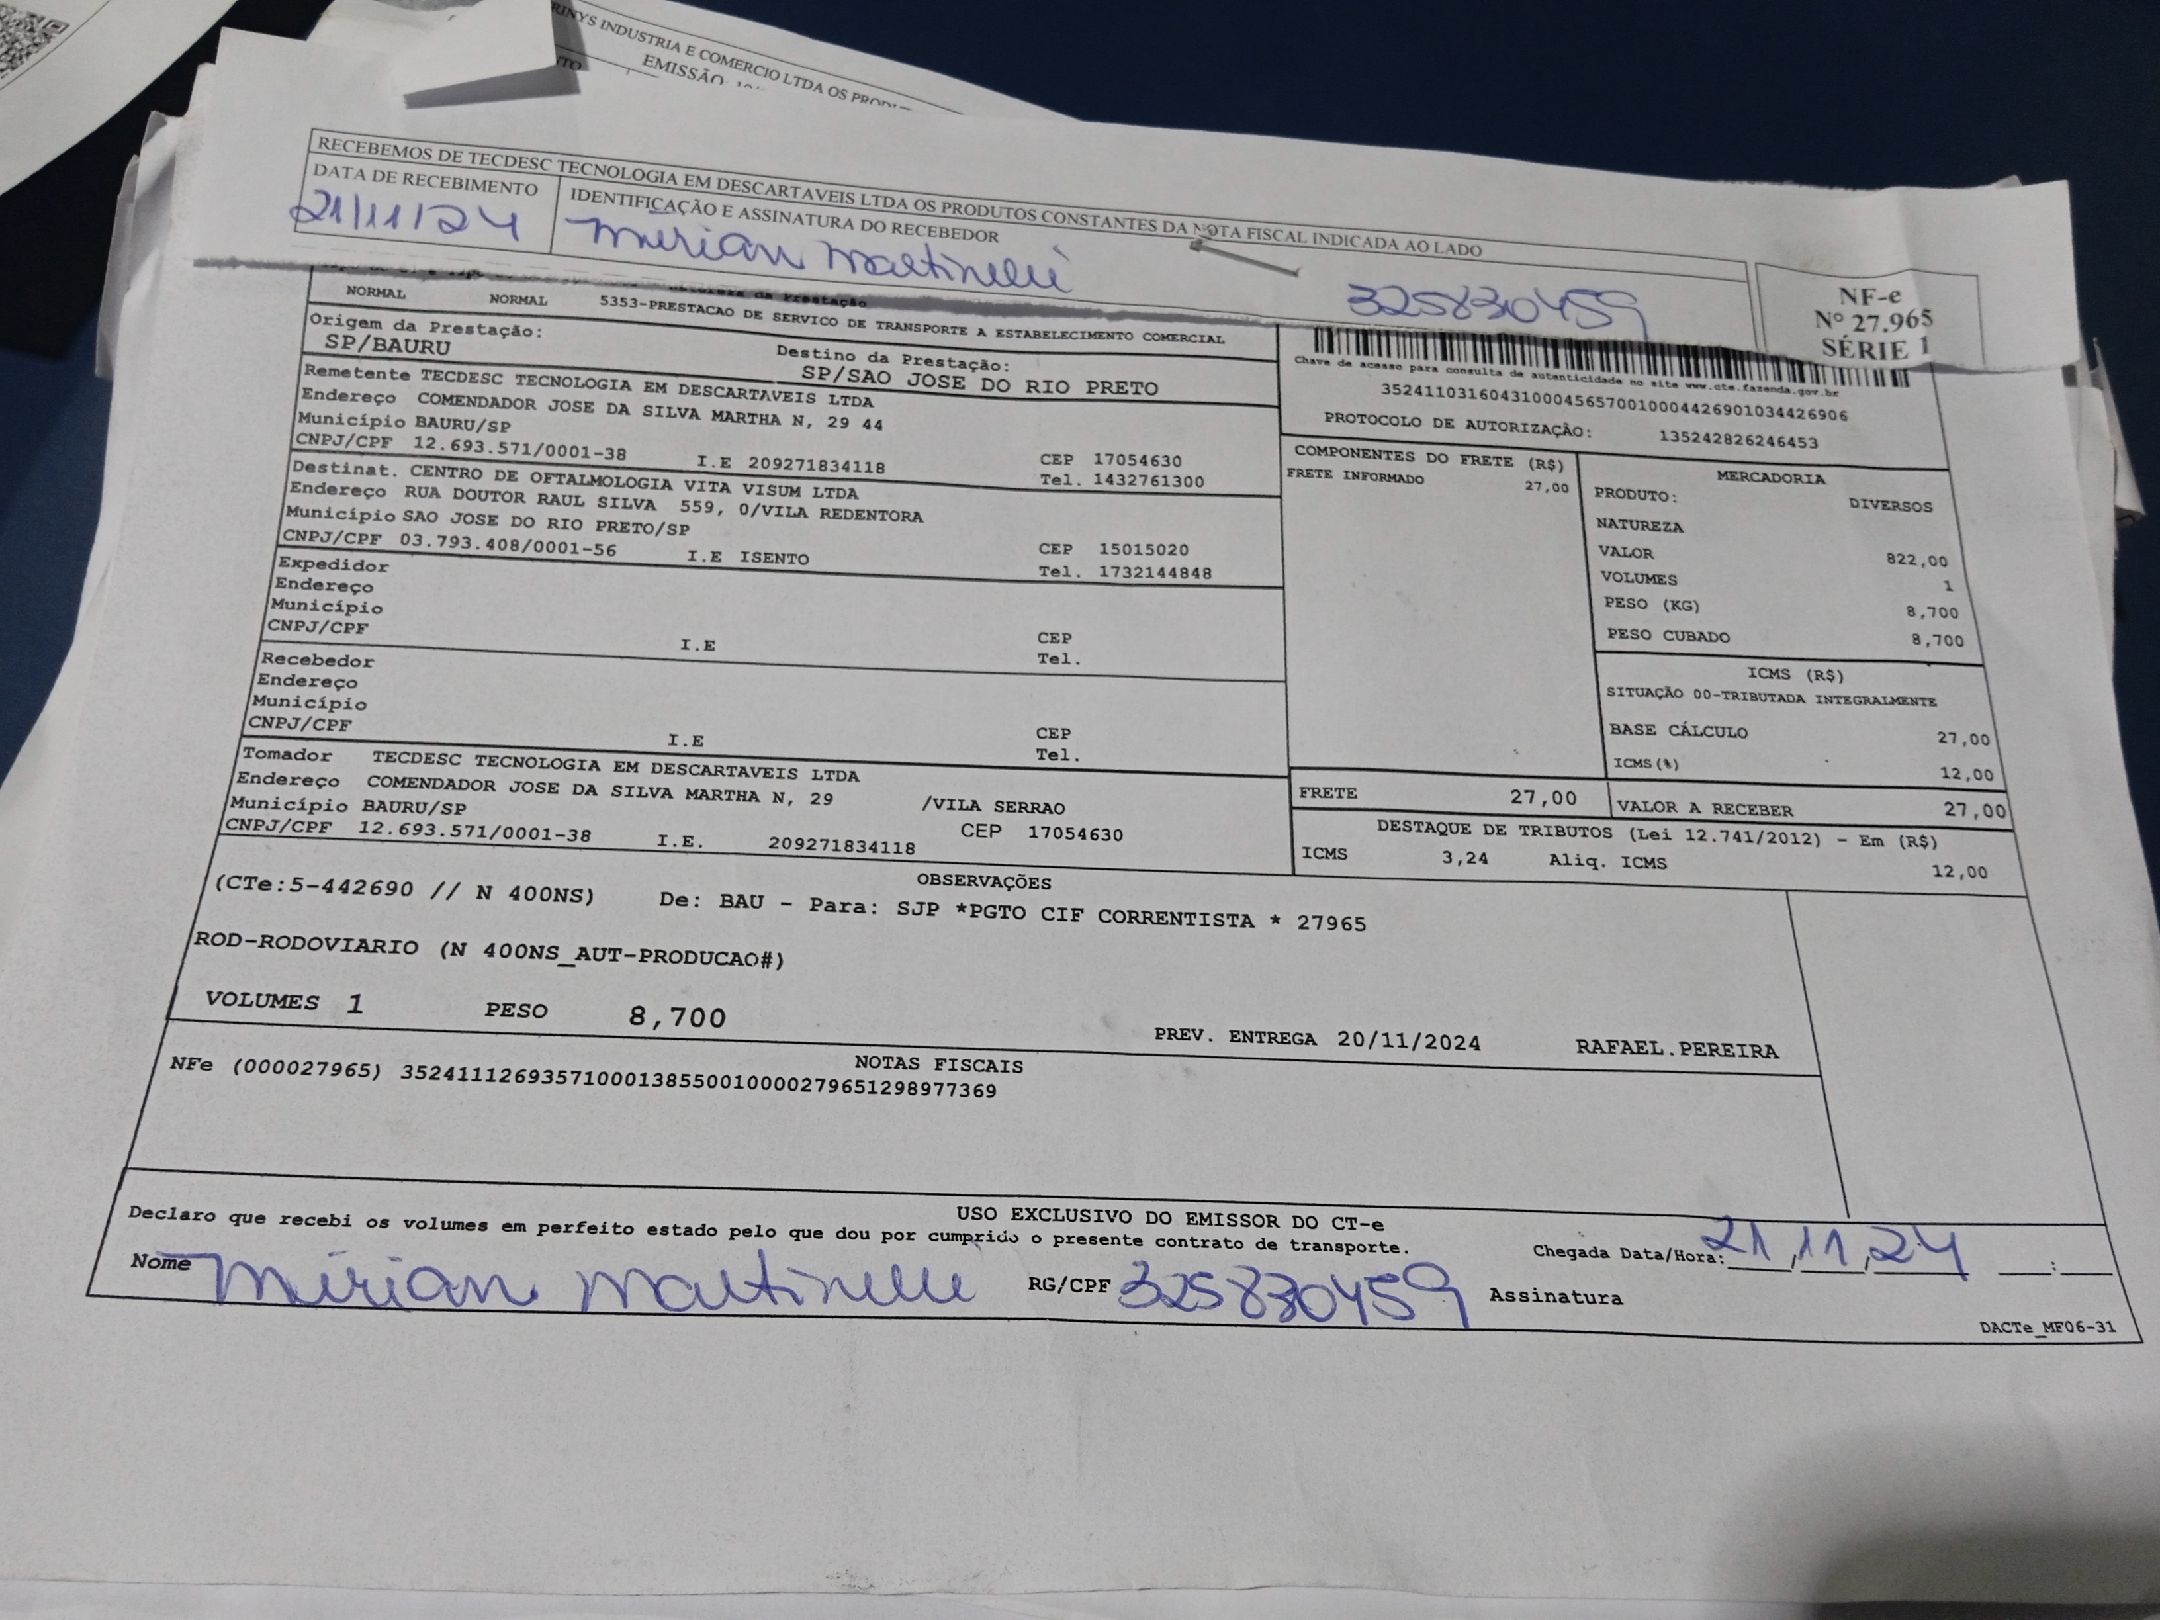 RINYS INDUSTRIA E COMERCIO LTDA OS
EMISSÃO
RECEBEMOS DE TECDESC TECNOLOGIA EM DESCARTAVEIS LTDA OS PRODUTOS CONSTANTES DA NOTA FISCAL INDICADA AO LADO
DATA DE RECEBIMENTO IDENTIFICAÇÃO E ASSINATURA DO RECEBEDOR
21/11/24 Mirian Martinelli 325830459
NF-e
Nº 27.965
SÉRIE 1
NORMAL NORMAL 5353-PRESTACAO DE SERVICO DE TRANSPORTE A ESTABELECIMENTO COMERCIAL
Origem da Prestação: Destino da Prestação:
SP/BAURU SP/SAO JOSE DO RIO PRETO
Chave de acesso para consulta de autenticidade no site www.cte.fazenda.gov.br
35241103160431000456570010004426901034426906
PROTOCOLO DE AUTORIZAÇÃO: 135242826246453
Remetente TECDESC TECNOLOGIA EM DESCARTAVEIS LTDA
Endereço COMENDADOR JOSE DA SILVA MARTHA N, 29 44
Município BAURU/SP CEP 17054630
CNPJ/CPF 12.693.571/0001-38 I.E 209271834118 Tel. 1432761300
Destinat. CENTRO DE OFTALMOLOGIA VITA VISUM LTDA
Endereço RUA DOUTOR RAUL SILVA 559, 0/VILA REDENTORA
Município SAO JOSE DO RIO PRETO/SP CEP 15015020
CNPJ/CPF 03.793.408/0001-56 I.E ISENTO Tel. 1732144848
Expedidor
Endereço
Município CEP
CNPJ/CPF I.E Tel.
Recebedor
Endereço
Município CEP
CNPJ/CPF I.E Tel.
Tomador TECDESC TECNOLOGIA EM DESCARTAVEIS LTDA
Endereço COMENDADOR JOSE DA SILVA MARTHA N, 29 /VILA SERRAO
Município BAURU/SP CEP 17054630
CNPJ/CPF 12.693.571/0001-38 I.E. 209271834118
COMPONENTES DO FRETE (R$)
FRETE INFORMADO 27,00
MERCADORIA
PRODUTO: DIVERSOS
NATUREZA
VALOR 822,00
VOLUMES 1
PESO (KG) 8,700
PESO CUBADO 8,700
ICMS (R$)
SITUAÇÃO 00-TRIBUTADA INTEGRALMENTE
BASE CÁLCULO 27,00
ICMS(%) 12,00
FRETE 27,00 VALOR A RECEBER 27,00
DESTAQUE DE TRIBUTOS (Lei 12.741/2012) - Em (R$)
ICMS 3,24 Aliq. ICMS 12,00
OBSERVAÇÕES
(CTe:5-442690 // N 400NS) De: BAU - Para: SJP *PGTO CIF CORRENTISTA * 27965
ROD-RODOVIARIO (N 400NS_AUT-PRODUCAO#)
VOLUMES 1 PESO 8,700 PREV. ENTREGA 20/11/2024 RAFAEL.PEREIRA
NOTAS FISCAIS
NFe (000027965) 35241112693571000138550010000279651298977369
USO EXCLUSIVO DO EMISSOR DO CT-e
Declaro que recebi os volumes em perfeito estado pelo que dou por cumprido o presente contrato de transporte. Chegada Data/Hora: 21,11,24 :
Nome Mirian Martinelli RG/CPF 325830459 Assinatura
DACTe_MF06-31